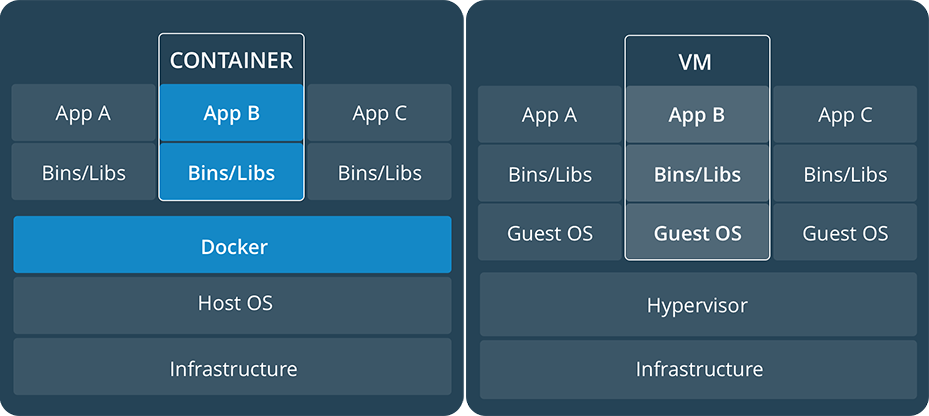 CONTAINER
App A App B App C
Bins/Libs Bins/Libs Bins/Libs
Docker
Host OS
Infrastructure
VM
App A App B App C
Bins/Libs Bins/Libs Bins/Libs
Guest OS Guest OS Guest OS
Hypervisor
Infrastructure